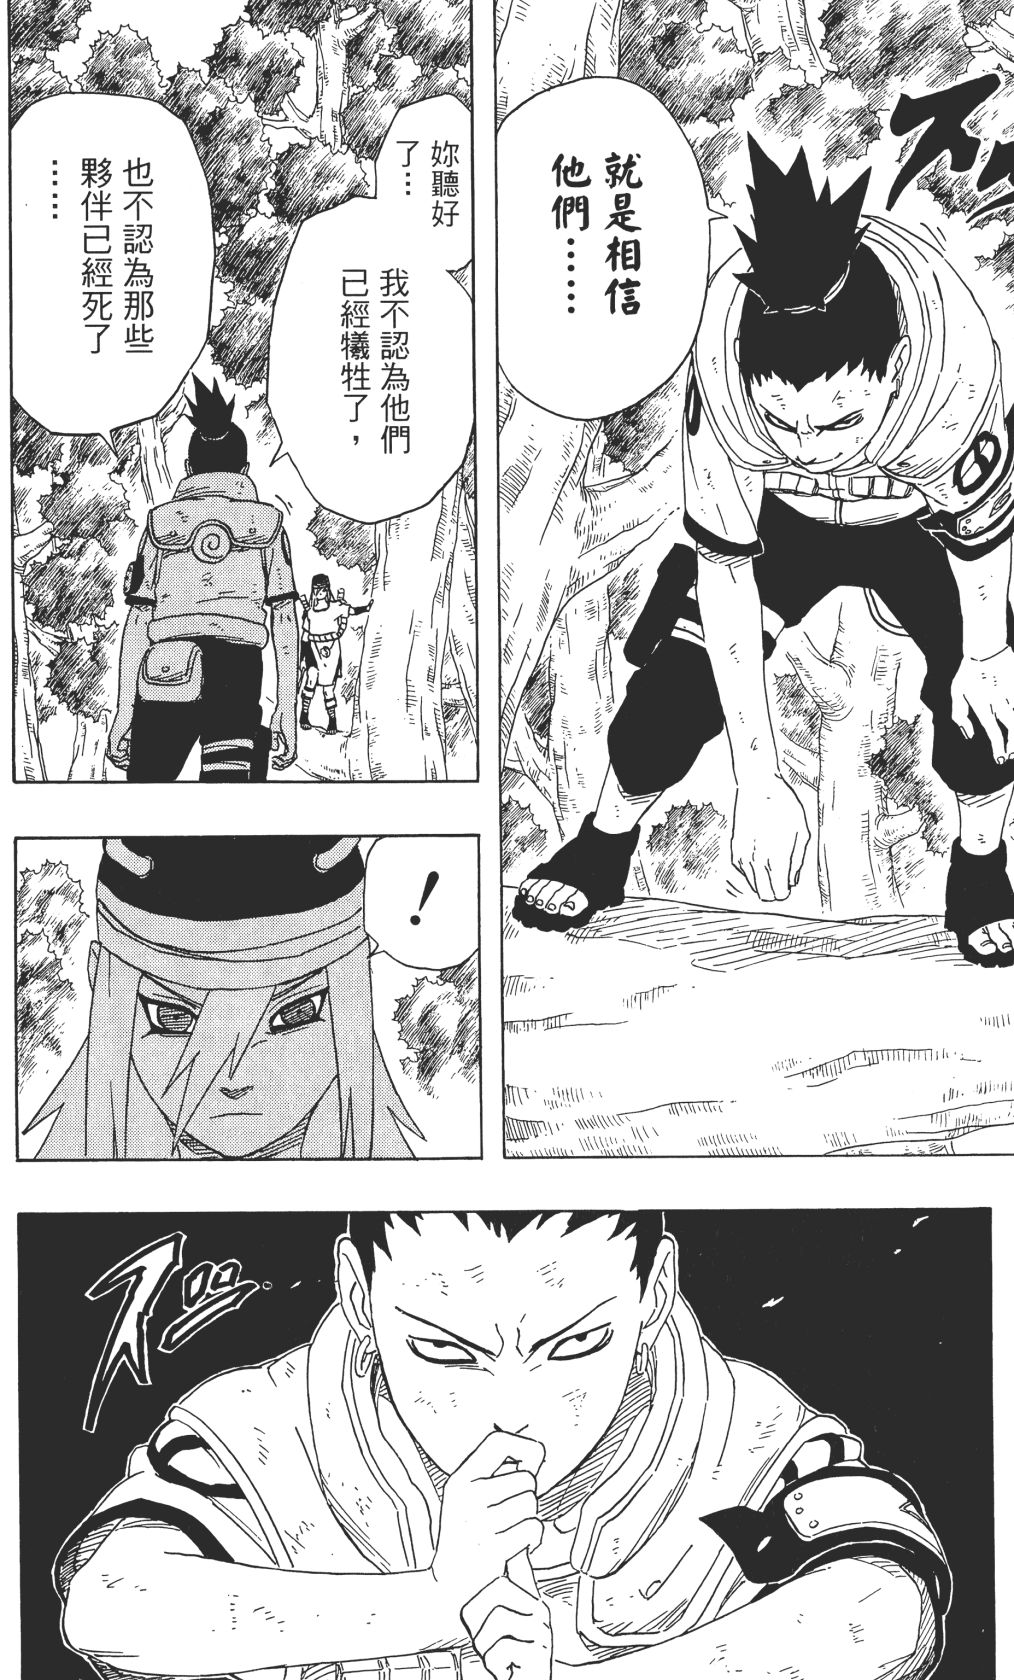 就是相信
他們……
妳聽好
了…
我不認為他們
已經犧牲了，
也不認為那些
夥伴已經死了
……
！